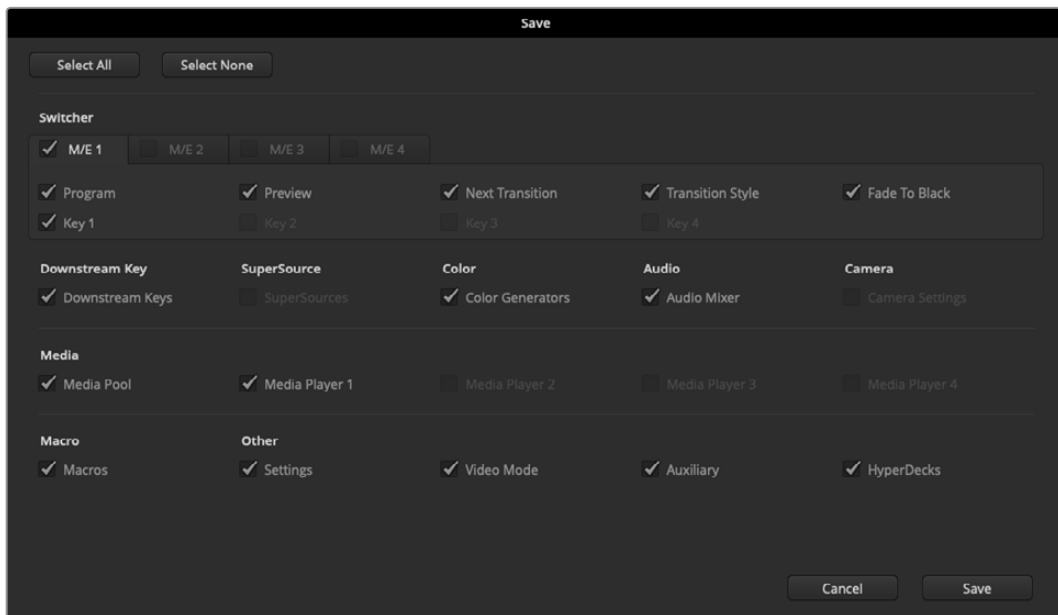 Save
Select All Select None
Switcher
M/E 1 M/E 2 M/E 3 M/E 4
Program Preview Next Transition Transition Style Fade To Black
Key 1 Key 2 Key 3 Key 4
Downstream Key SuperSource Color Audio Camera
Downstream Keys SuperSources Color Generators Audio Mixer Camera Settings
Media
Media Pool Media Player 1 Media Player 2 Media Player 3 Media Player 4
Macro Other
Macros Settings Video Mode Auxiliary HyperDecks
Cancel Save